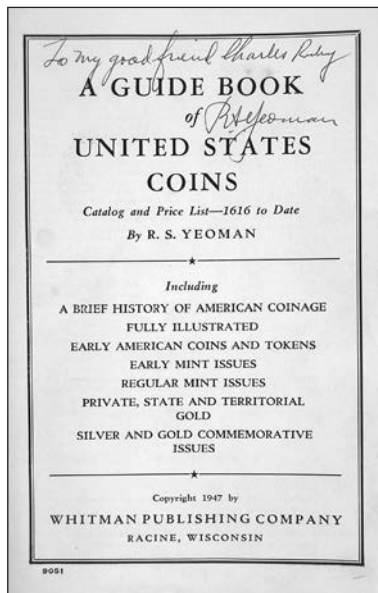 To my good friend Charles Ruby
A GUIDE BOOK
of RS Yeoman
UNITED STATES
COINS
Catalog and Price List—1616 to Date
By R. S. YEOMAN
Including
A BRIEF HISTORY OF AMERICAN COINAGE
FULLY ILLUSTRATED
EARLY AMERICAN COINS AND TOKENS
EARLY MINT ISSUES
REGULAR MINT ISSUES
PRIVATE, STATE AND TERRITORIAL
GOLD
SILVER AND GOLD COMMEMORATIVE
ISSUES
Copyright 1947 by
WHITMAN PUBLISHING COMPANY
RACINE, WISCONSIN
9051